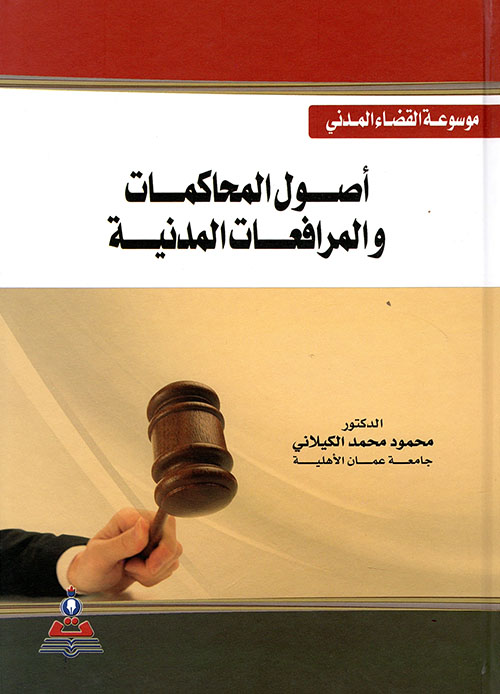 موسوعة القضاء المدني
أصول المحاكمات
والمرافعات المدنية
الدكتور
محمود محمد الكيلاني
جامعة عمان الأهلية